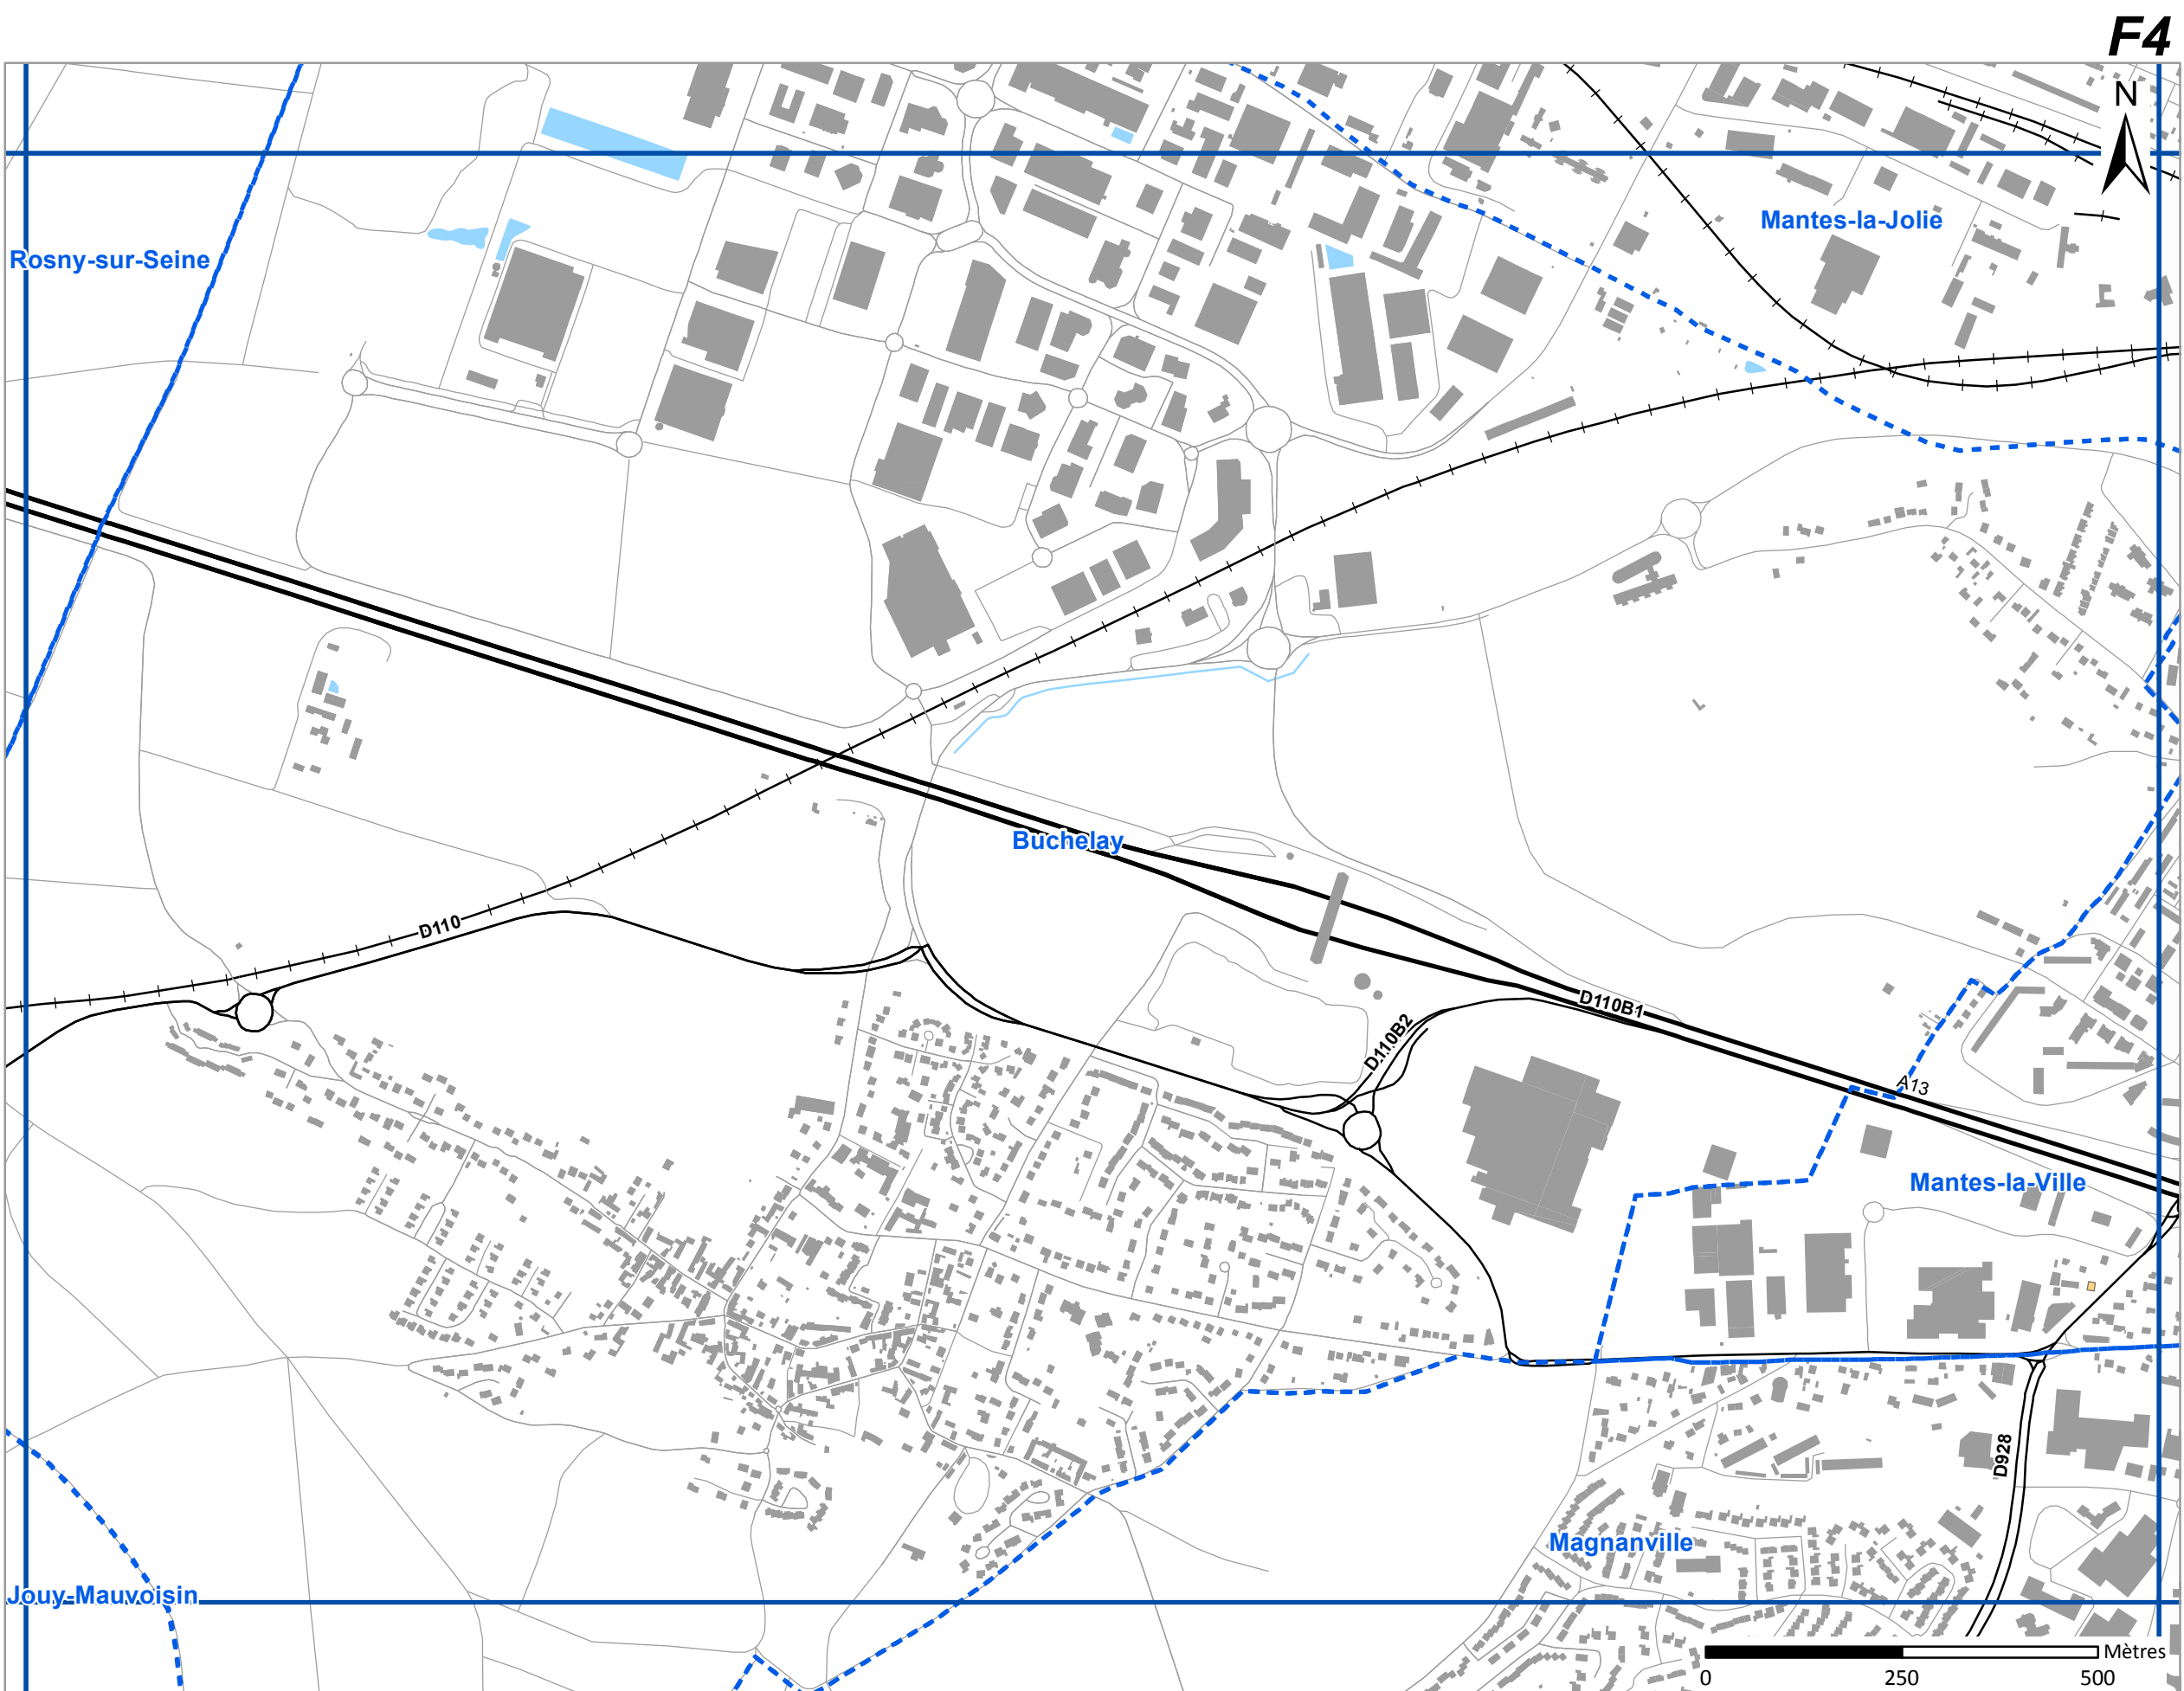 F4
N
Mantes-la-Jolie
Rosny-sur-Seine
Buchelay
D110
D110B1
D110B2
A13
Mantes-la-Ville
D928
Magnanville
Jouy-Mauvoisin
Mètres
0 250 500